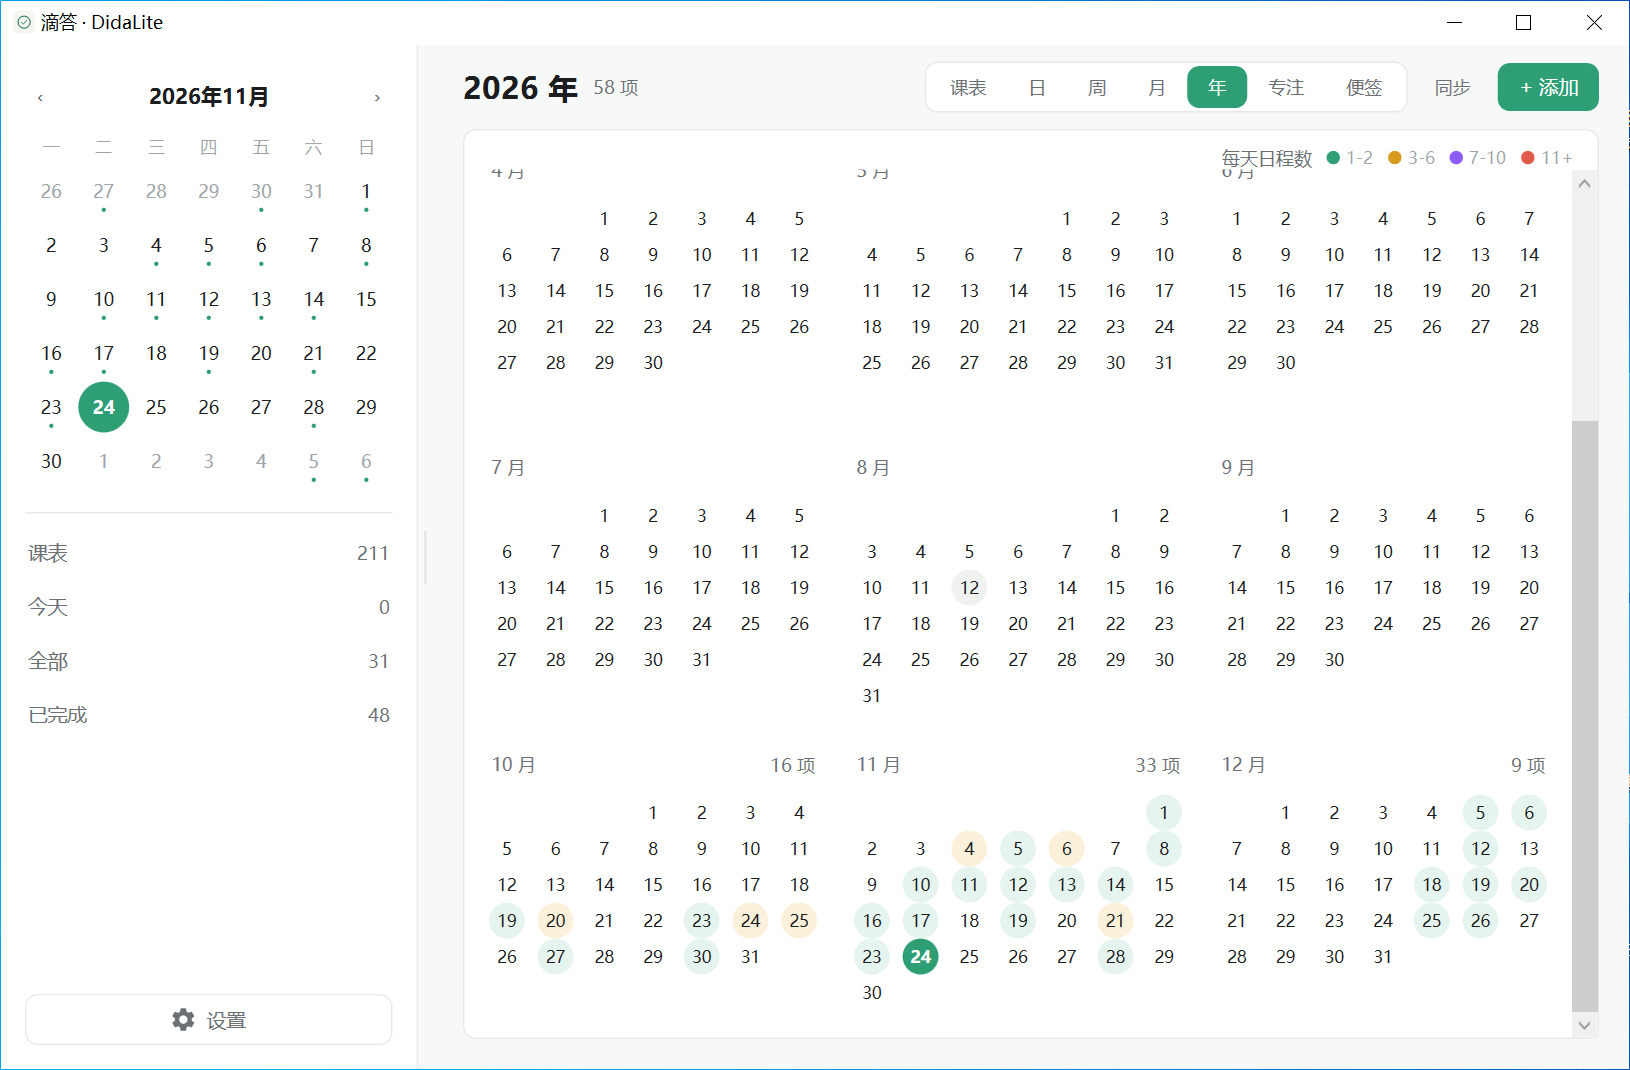 滴答 · DidaLite
‹ 2026年11月 ›
一 二 三 四 五 六 日
26 27 28 29 30 31 1
2 3 4 5 6 7 8
9 10 11 12 13 14 15
16 17 18 19 20 21 22
23 24 25 26 27 28 29
30 1 2 3 4 5 6
课表 211
今天 0
全部 31
已完成 48
设置
2026 年 58 项
课表 日 周 月 年 专注 便签 同步 + 添加
每天日程数 1-2 3-6 7-10 11+
4 月 5 月 6 月
1 2 3 4 5 1 2 3 1 2 3 4 5 6 7
6 7 8 9 10 11 12 4 5 6 7 8 9 10 8 9 10 11 12 13 14
13 14 15 16 17 18 19 11 12 13 14 15 16 17 15 16 17 18 19 20 21
20 21 22 23 24 25 26 18 19 20 21 22 23 24 22 23 24 25 26 27 28
27 28 29 30 25 26 27 28 29 30 31 29 30
7 月 8 月 9 月
1 2 3 4 5 1 2 1 2 3 4 5 6
6 7 8 9 10 11 12 3 4 5 6 7 8 9 7 8 9 10 11 12 13
13 14 15 16 17 18 19 10 11 12 13 14 15 16 14 15 16 17 18 19 20
20 21 22 23 24 25 26 17 18 19 20 21 22 23 21 22 23 24 25 26 27
27 28 29 30 31 24 25 26 27 28 29 30 28 29 30
31
10 月 16 项 11 月 33 项 12 月 9 项
1 2 3 4 1 1 2 3 4 5 6
5 6 7 8 9 10 11 2 3 4 5 6 7 8 7 8 9 10 11 12 13
12 13 14 15 16 17 18 9 10 11 12 13 14 15 14 15 16 17 18 19 20
19 20 21 22 23 24 25 16 17 18 19 20 21 22 21 22 23 24 25 26 27
26 27 28 29 30 31 23 24 25 26 27 28 29 28 29 30 31
30